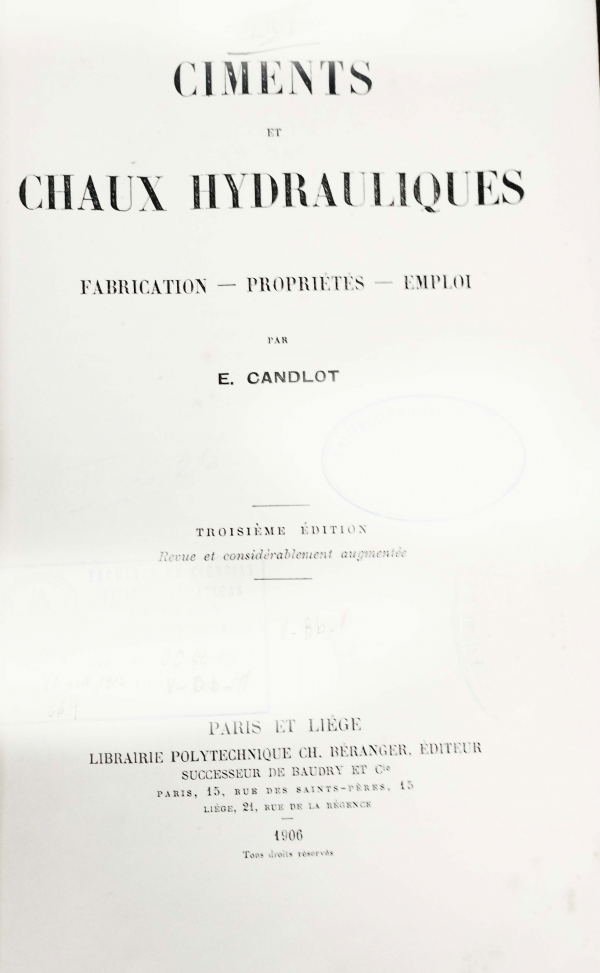 CIMENTS
ET
CHAUX HYDRAULIQUES
FABRICATION — PROPRIÉTÉS — EMPLOI
PAR
E. CANDLOT
TROISIÈME ÉDITION
Revue et considérablement augmentée
PARIS ET LIÉGE
LIBRAIRIE POLYTECHNIQUE CH. BÉRANGER, ÉDITEUR
SUCCESSEUR DE BAUDRY ET Cie
PARIS, 15, RUE DES SAINTS-PÈRES, 15
LIÉGE, 21, RUE DE LA RÉGENCE
1906
Tous droits réservés